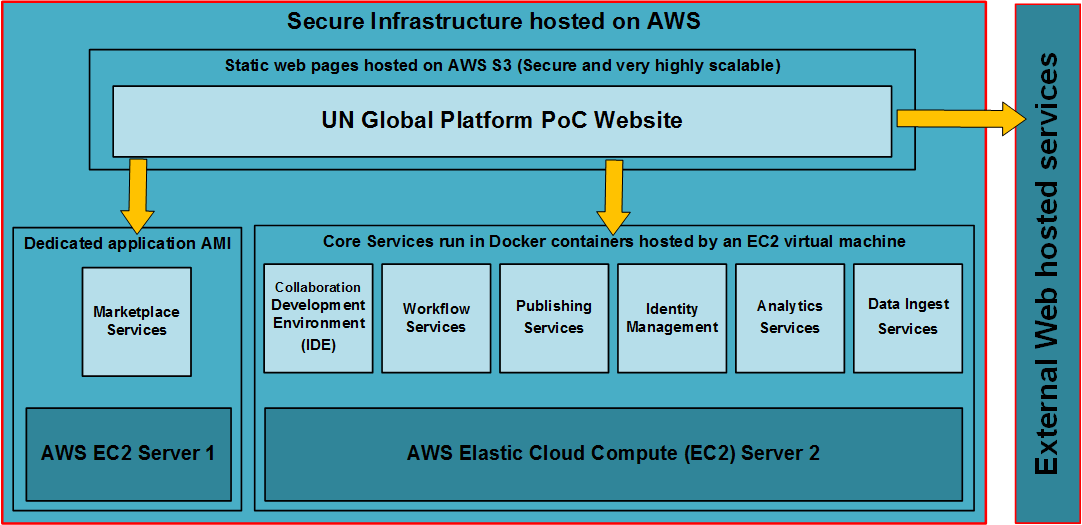 Secure Infrastructure hosted on AWS
Static web pages hosted on AWS S3 (Secure and very highly scalable)
UN Global Platform PoC Website
Dedicated application AMI
Marketplace
Services
AWS EC2 Server 1
Core Services run in Docker containers hosted by an EC2 virtual machine
Collaboration
Development
Environment
(IDE)
Workflow
Services
Publishing
Services
Identity
Management
Analytics
Services
Data Ingest
Services
AWS Elastic Cloud Compute (EC2) Server 2
External Web hosted services